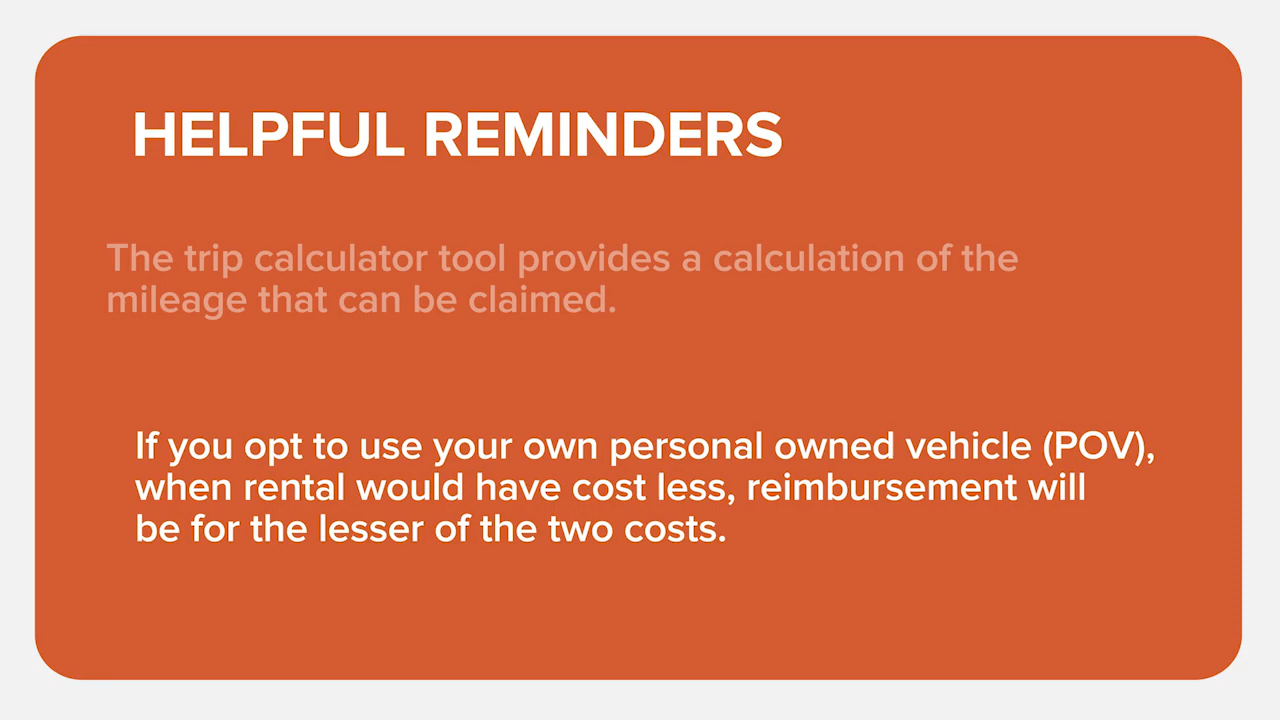 HELPFUL REMINDERS
The trip calculator tool provides a calculation of the
mileage that can be claimed.
If you opt to use your own personal owned vehicle (POV),
when rental would have cost less, reimbursement will
be for the lesser of the two costs.